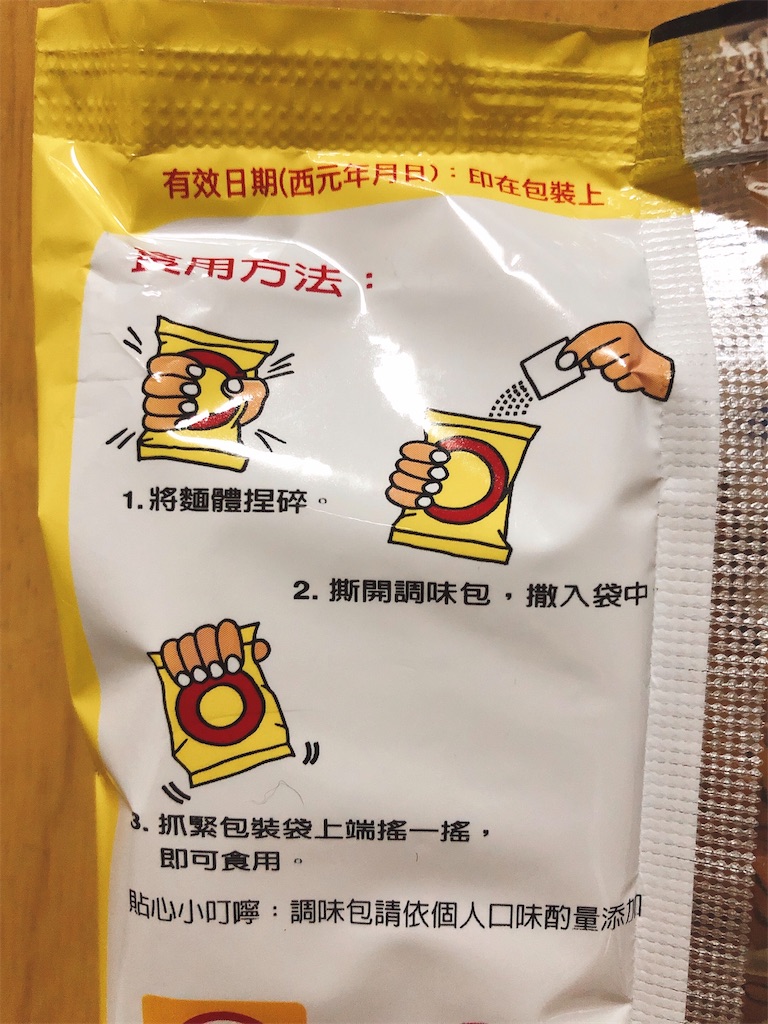 有效日期(西元年月日)：印在包裝上
食用方法：
1.將麵體捏碎。
2. 撕開調味包，撒入袋中
3. 抓緊包裝袋上端搖一搖，
即可食用。
貼心小叮嚀：調味包請依個人口味酌量添加